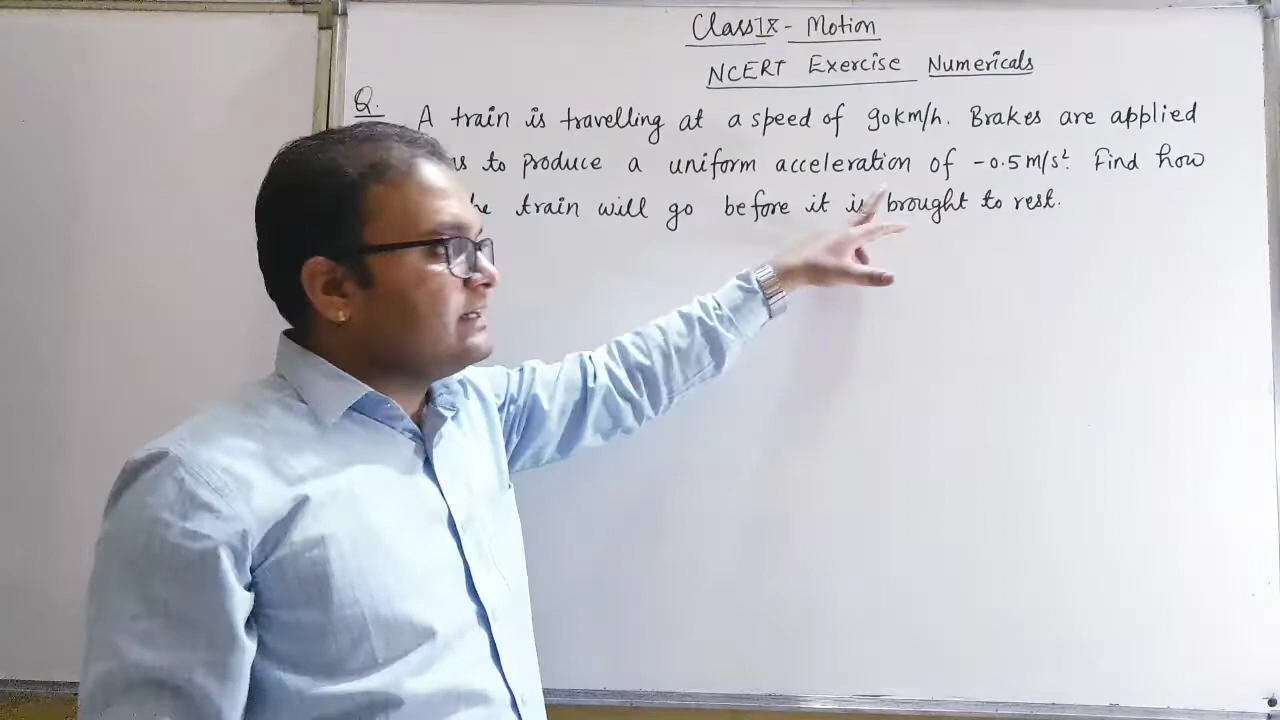 Class IX - Motion
NCERT Exercise Numericals
Q. A train is travelling at a speed of 90km/h. Brakes are applied
to produce a uniform acceleration of -0.5 m/s². Find how
train will go before it is brought to rest.